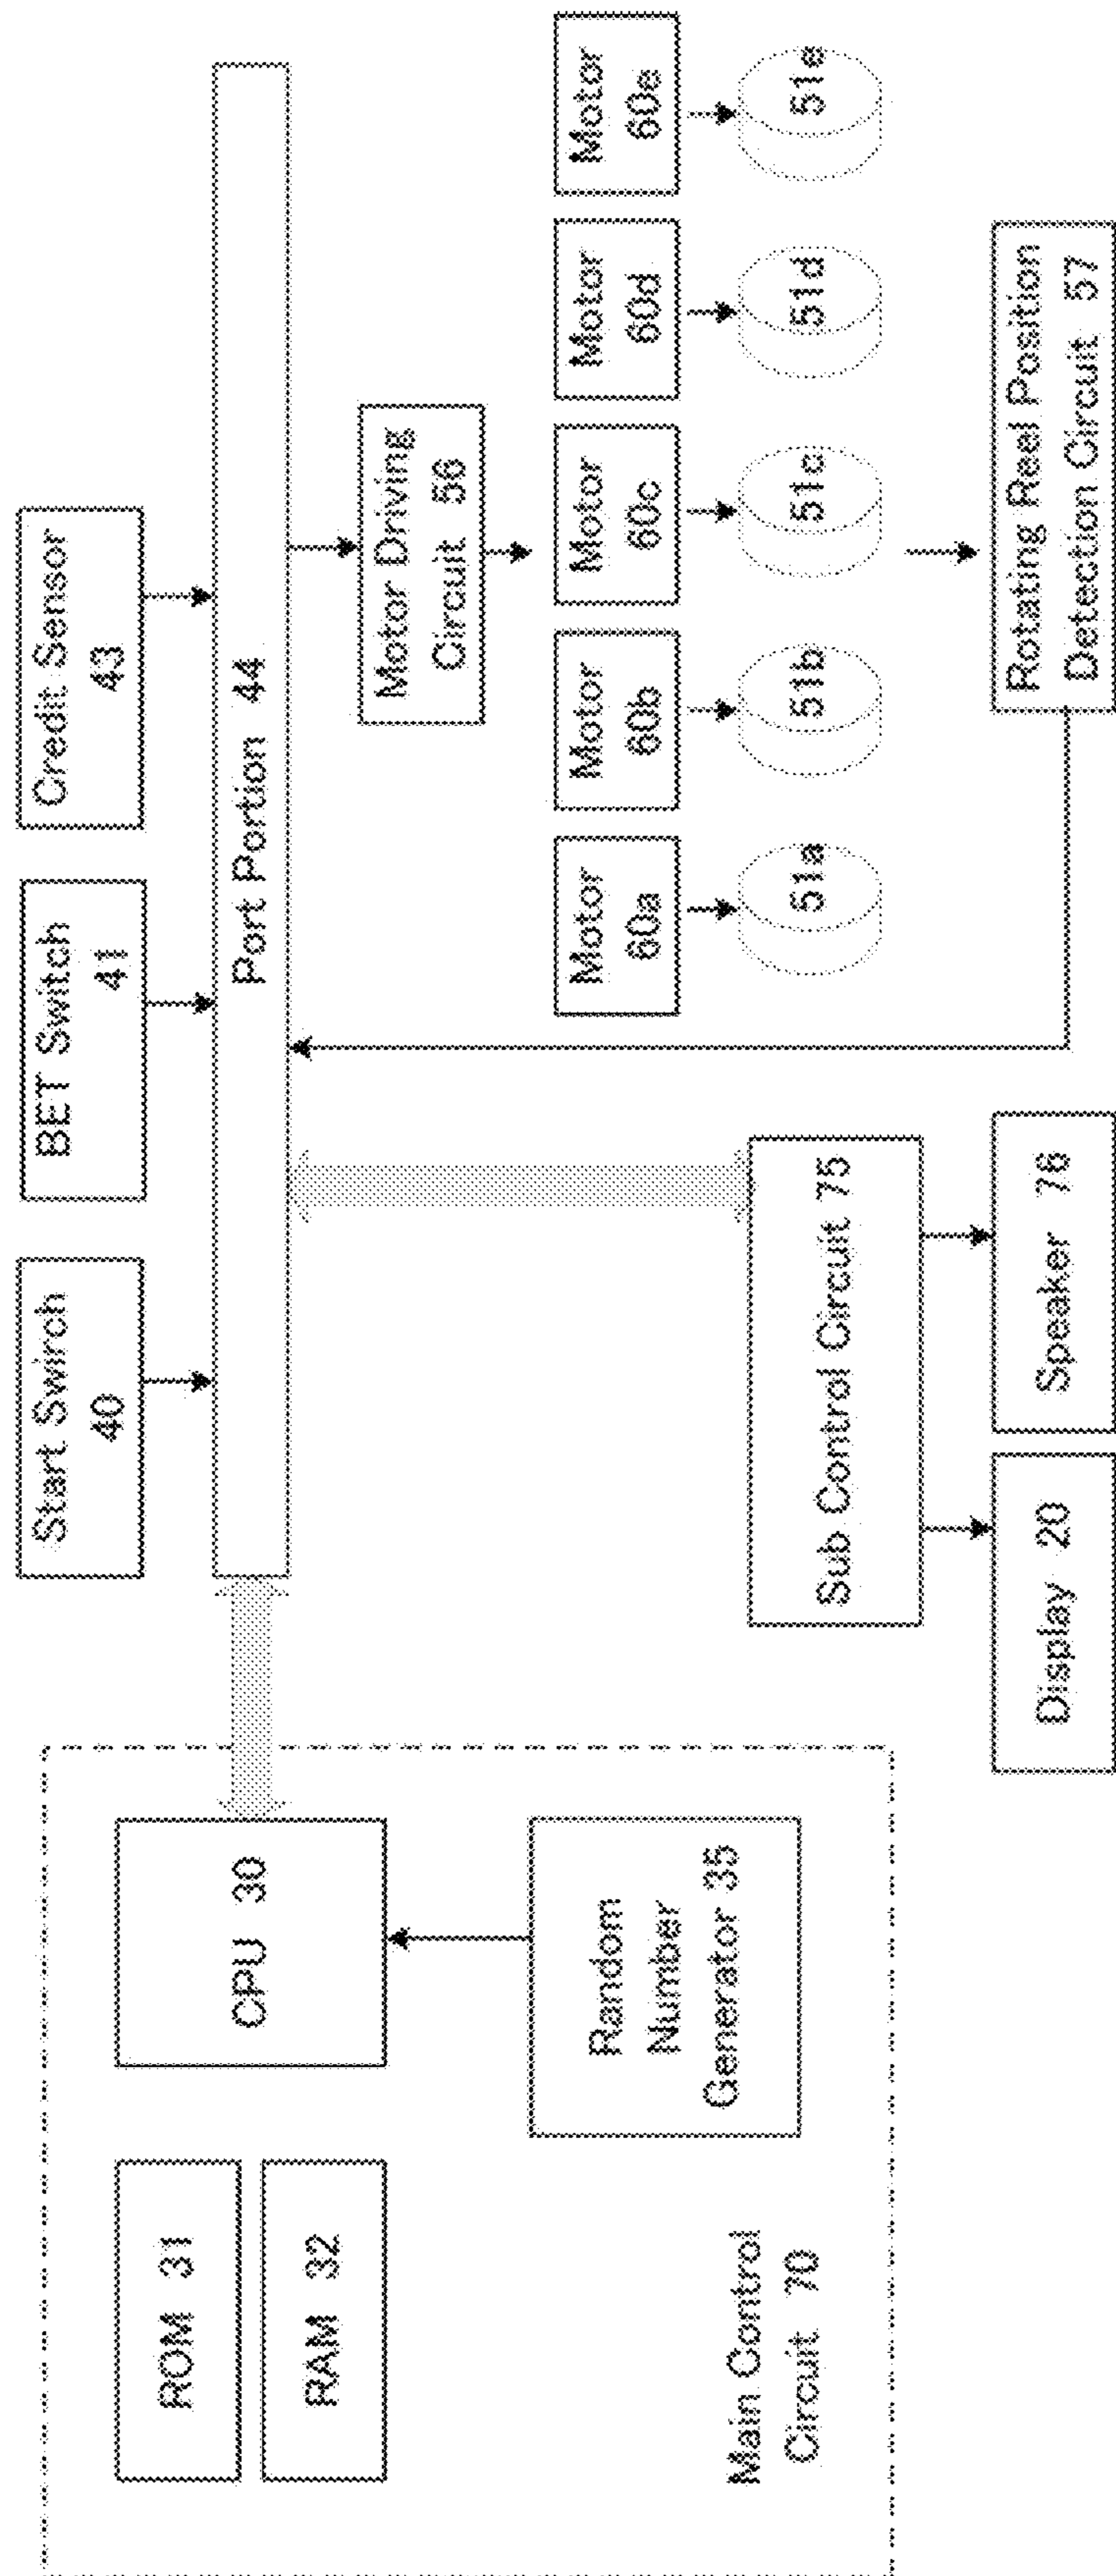 Start Swirch
40
BET Switch
41
Credit Sensor
43
Port Portion 44
CPU 30
ROM 31
RAM 32
Random
Number
Generator 35
Main Control
Circuit 70
Motor Driving
Circuit 56
Motor
60a
Motor
60b
Motor
60c
Motor
60d
Motor
60e
51a
51b
51c
51d
51e
Rotating Reel Position
Detection Circuit 57
Sub Control Circuit 75
Display 20
Speaker 76